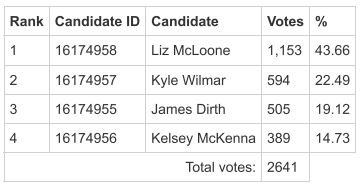 Rank Candidate ID Candidate Votes %
1 16174958 Liz McLoone 1,153 43.66
2 16174957 Kyle Wilmar 594 22.49
3 16174955 James Dirth 505 19.12
4 16174956 Kelsey McKenna 389 14.73
Total votes: 2641